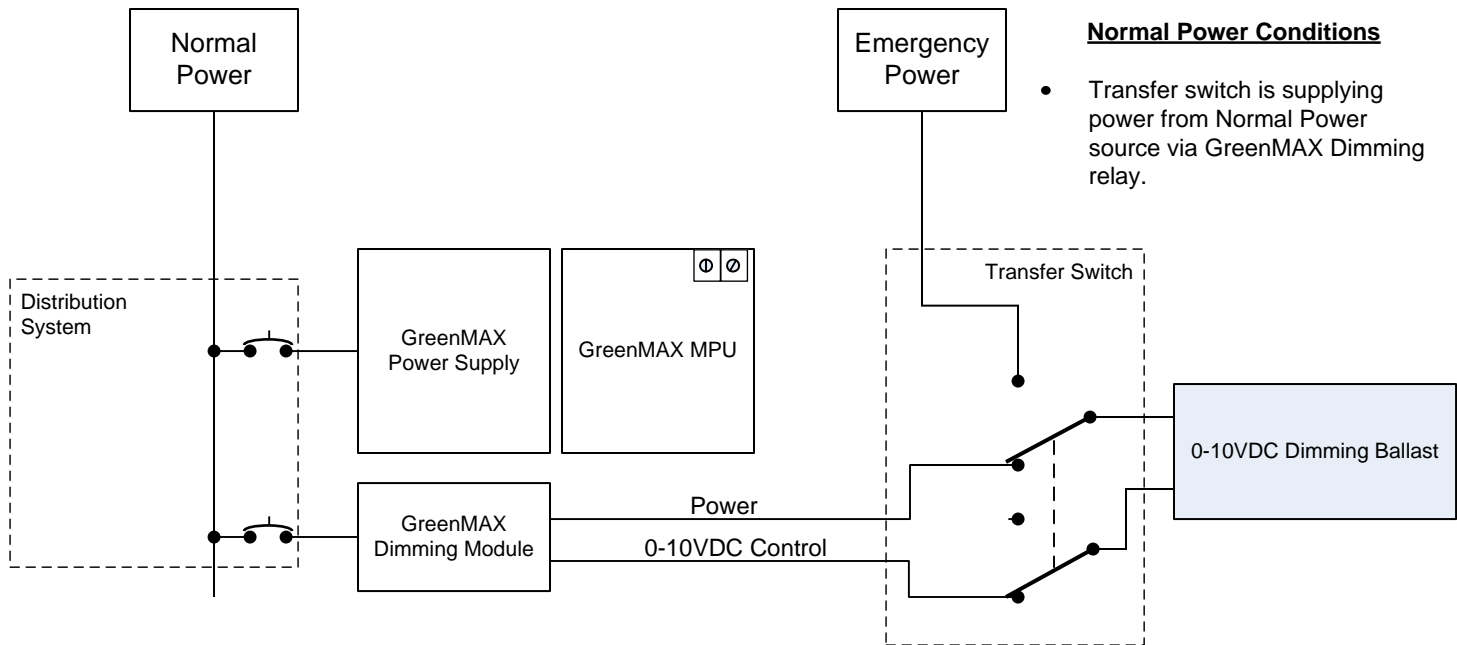 Normal
Power
Emergency
Power
Normal Power Conditions
• Transfer switch is supplying
power from Normal Power
source via GreenMAX Dimming
relay.
Distribution
System
GreenMAX
Power Supply
GreenMAX MPU
Transfer Switch
0-10VDC Dimming Ballast
GreenMAX
Dimming Module
Power
0-10VDC Control